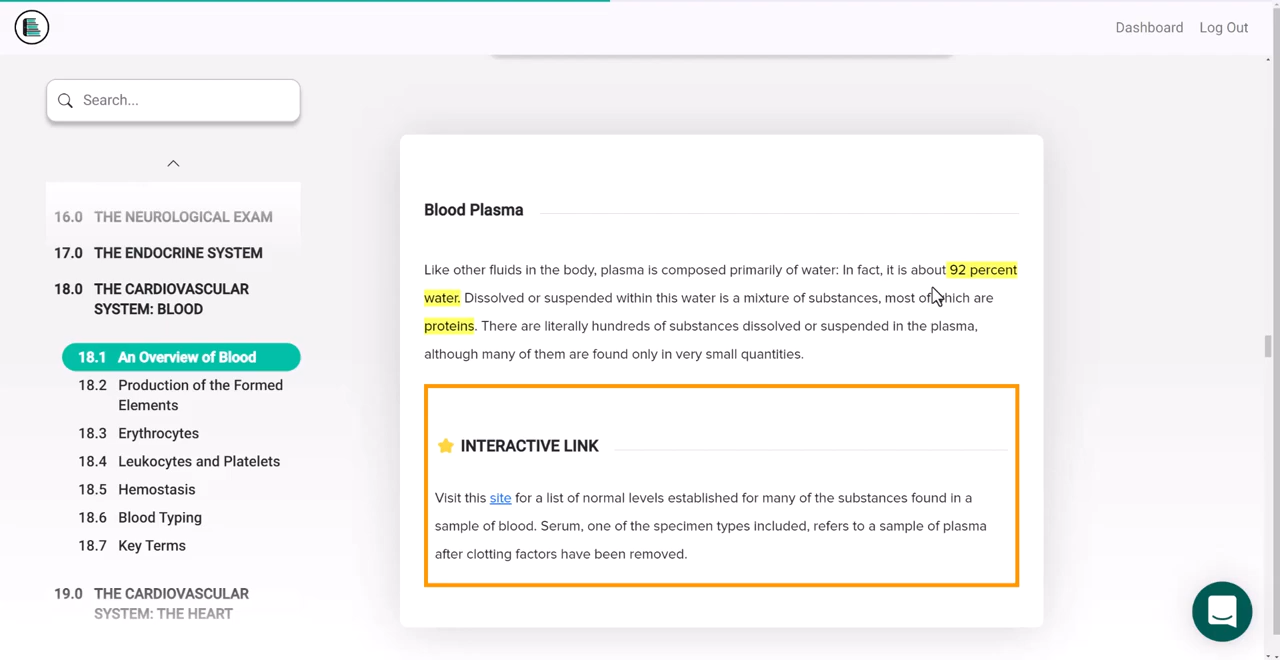 Dashboard Log Out
Search...
16.0 THE NEUROLOGICAL EXAM
17.0 THE ENDOCRINE SYSTEM
18.0 THE CARDIOVASCULAR
SYSTEM: BLOOD
18.1 An Overview of Blood
18.2 Production of the Formed
Elements
18.3 Erythrocytes
18.4 Leukocytes and Platelets
18.5 Hemostasis
18.6 Blood Typing
18.7 Key Terms
19.0 THE CARDIOVASCULAR
SYSTEM: THE HEART
Blood Plasma
Like other fluids in the body, plasma is composed primarily of water: In fact, it is about 92 percent
water. Dissolved or suspended within this water is a mixture of substances, most of which are
proteins. There are literally hundreds of substances dissolved or suspended in the plasma,
although many of them are found only in very small quantities.
INTERACTIVE LINK
Visit this site for a list of normal levels established for many of the substances found in a
sample of blood. Serum, one of the specimen types included, refers to a sample of plasma
after clotting factors have been removed.